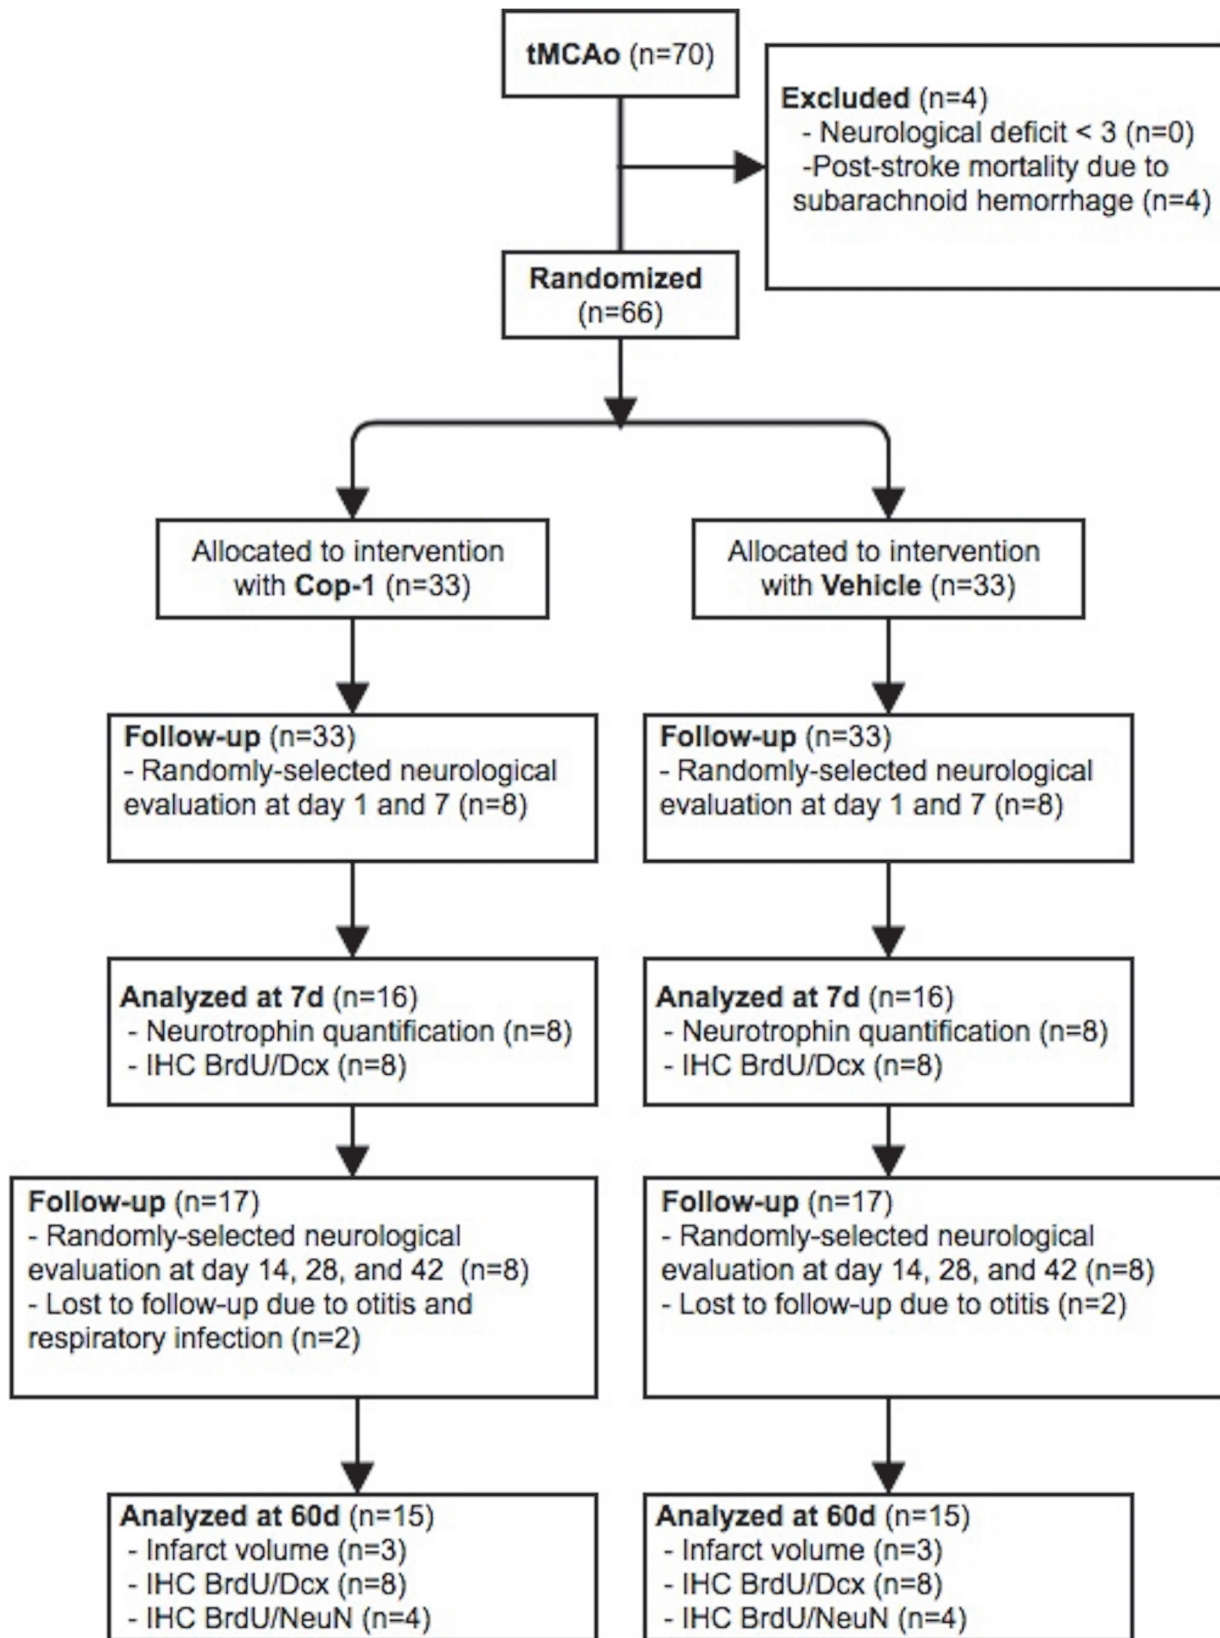 tMCAo (n=70)
Excluded (n=4)
- Neurological deficit < 3 (n=0)
-Post-stroke mortality due to
subarachnoid hemorrhage (n=4)
Randomized
(n=66)
Allocated to intervention
with Cop-1 (n=33)
Allocated to intervention
with Vehicle (n=33)
Follow-up (n=33)
- Randomly-selected neurological
evaluation at day 1 and 7 (n=8)
Follow-up (n=33)
- Randomly-selected neurological
evaluation at day 1 and 7 (n=8)
Analyzed at 7d (n=16)
- Neurotrophin quantification (n=8)
- IHC BrdU/Dcx (n=8)
Analyzed at 7d (n=16)
- Neurotrophin quantification (n=8)
- IHC BrdU/Dcx (n=8)
Follow-up (n=17)
- Randomly-selected neurological
evaluation at day 14, 28, and 42 (n=8)
- Lost to follow-up due to otitis and
respiratory infection (n=2)
Follow-up (n=17)
- Randomly-selected neurological
evaluation at day 14, 28, and 42 (n=8)
- Lost to follow-up due to otitis (n=2)
Analyzed at 60d (n=15)
- Infarct volume (n=3)
- IHC BrdU/Dcx (n=8)
- IHC BrdU/NeuN (n=4)
Analyzed at 60d (n=15)
- Infarct volume (n=3)
- IHC BrdU/Dcx (n=8)
- IHC BrdU/NeuN (n=4)